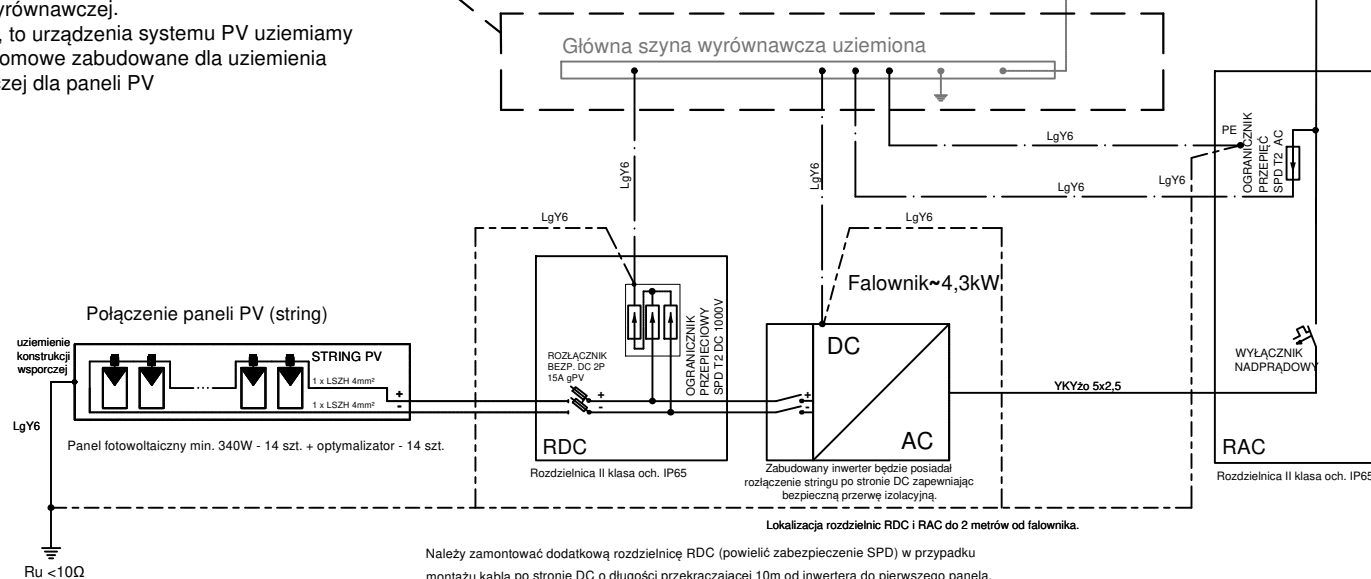 yrównawczej.
, to urządzenia systemu PV uziemiamy
omowe zabudowane dla uziemienia
zej dla paneli PV
Główna szyna wyrównawcza uziemiona
LgY6
LgY6
LgY6
LgY6
LgY6
LgY6
LgY6
PE
OGRANICZNIK
PRZEPIĘĆ
SPD T2 AC
Falownik~4,3kW
Połączenie paneli PV (string)
uziemienie
konstrukcji
wsporczej
STRING PV
1 x LSZH 4mm²
1 x LSZH 4mm²
+
-
LgY6
Panel fotowoltaiczny min. 340W - 14 szt. + optymalizator - 14 szt.
ROZŁĄCZNIK
BEZP. DC 2P
15A gPV
+
-
OGRANICZNIK
PRZEPIECIOWY
SPD T2 DC 1000V
RDC
Rozdzielnica II klasa och. IP65
+
-
DC
AC
Zabudowany inwerter będzie posiadał
rozłączenie stringu po stronie DC zapewniając
bezpieczną przerwę izolacyjną.
YKYżo 5x2,5
WYŁĄCZNIK
NADPRĄDOWY
RAC
Rozdzielnica II klasa och. IP65
Lokalizacja rozdzielnic RDC i RAC do 2 metrów od falownika.
Ru <10Ω
Należy zamontować dodatkową rozdzielnicę RDC (powielić zabezpieczenie SPD) w przypadku
montażu kabla po stronie DC o długości przekraczającej 10m od inwertera do pierwszego panela.